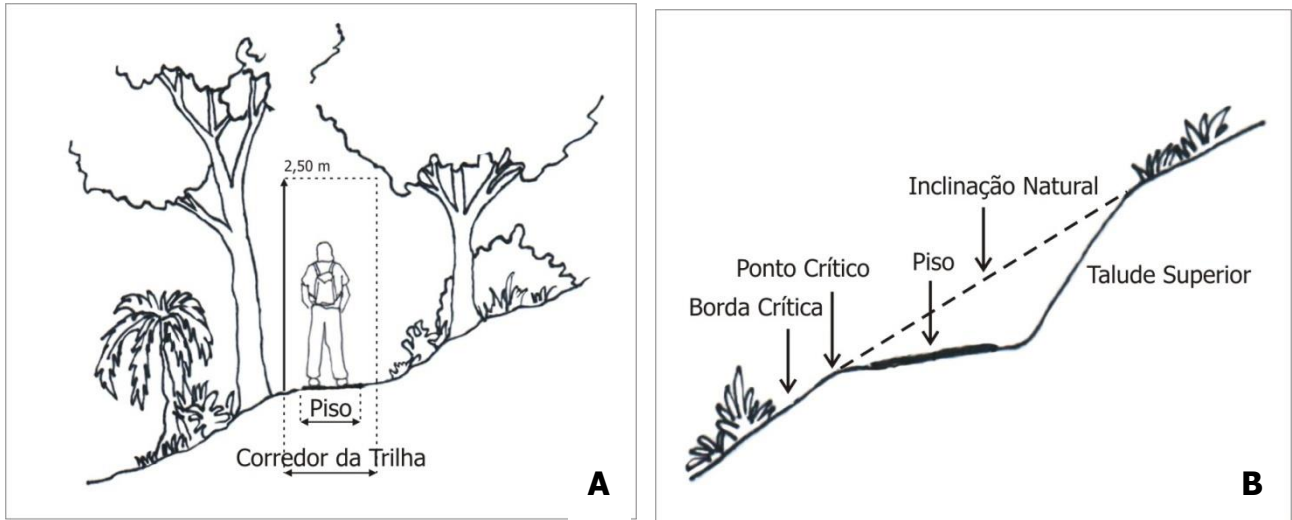 2,50 m
Piso
Corredor da Trilha
A
Inclinação Natural
Piso
Ponto Crítico
Borda Crítica
Talude Superior
B